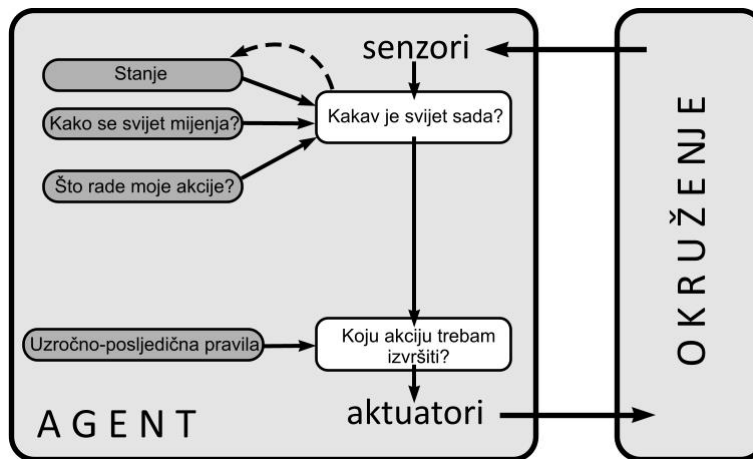 senzori
Stanje
Kakav je svijet sada?
Kako se svijet mijenja?
Što rade moje akcije?
Uzročno-posljedična pravila
Koju akciju trebam
izvršiti?
aktuatori
AGENT
OKRUŽENJE